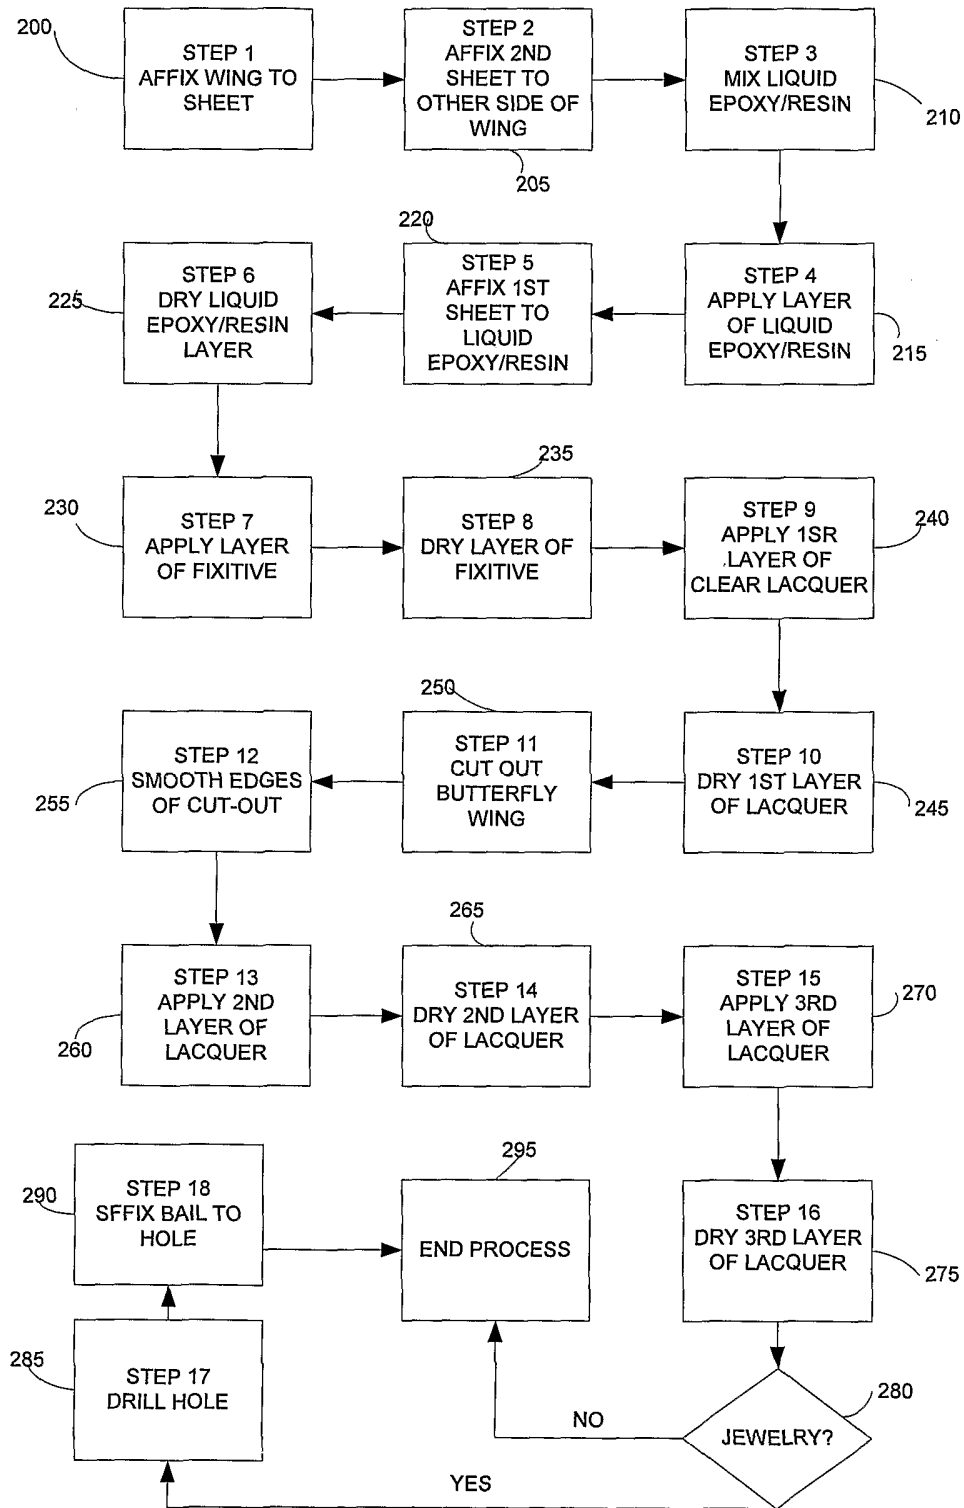 200
STEP 1
AFFIX WING TO
SHEET
STEP 2
AFFIX 2ND
SHEET TO
OTHER SIDE OF
WING
205
STEP 3
MIX LIQUID
EPOXY/RESIN
210
STEP 4
APPLY LAYER
OF LIQUID
EPOXY/RESIN
215
220
STEP 5
AFFIX 1ST
SHEET TO
LIQUID
EPOXY/RESIN
225
STEP 6
DRY LIQUID
EPOXY/RESIN
LAYER
230
STEP 7
APPLY LAYER
OF FIXITIVE
235
STEP 8
DRY LAYER OF
FIXITIVE
STEP 9
APPLY 1SR
LAYER OF
CLEAR LACQUER
240
STEP 10
DRY 1ST LAYER
OF LACQUER
245
250
STEP 11
CUT OUT
BUTTERFLY
WING
255
STEP 12
SMOOTH EDGES
OF CUT-OUT
260
STEP 13
APPLY 2ND
LAYER OF
LACQUER
265
STEP 14
DRY 2ND LAYER
OF LACQUER
STEP 15
APPLY 3RD
LAYER OF
LACQUER
270
STEP 16
DRY 3RD LAYER
OF LACQUER
275
JEWELRY?
280
NO
YES
285
STEP 17
DRILL HOLE
290
STEP 18
SFFIX BAIL TO
HOLE
295
END PROCESS